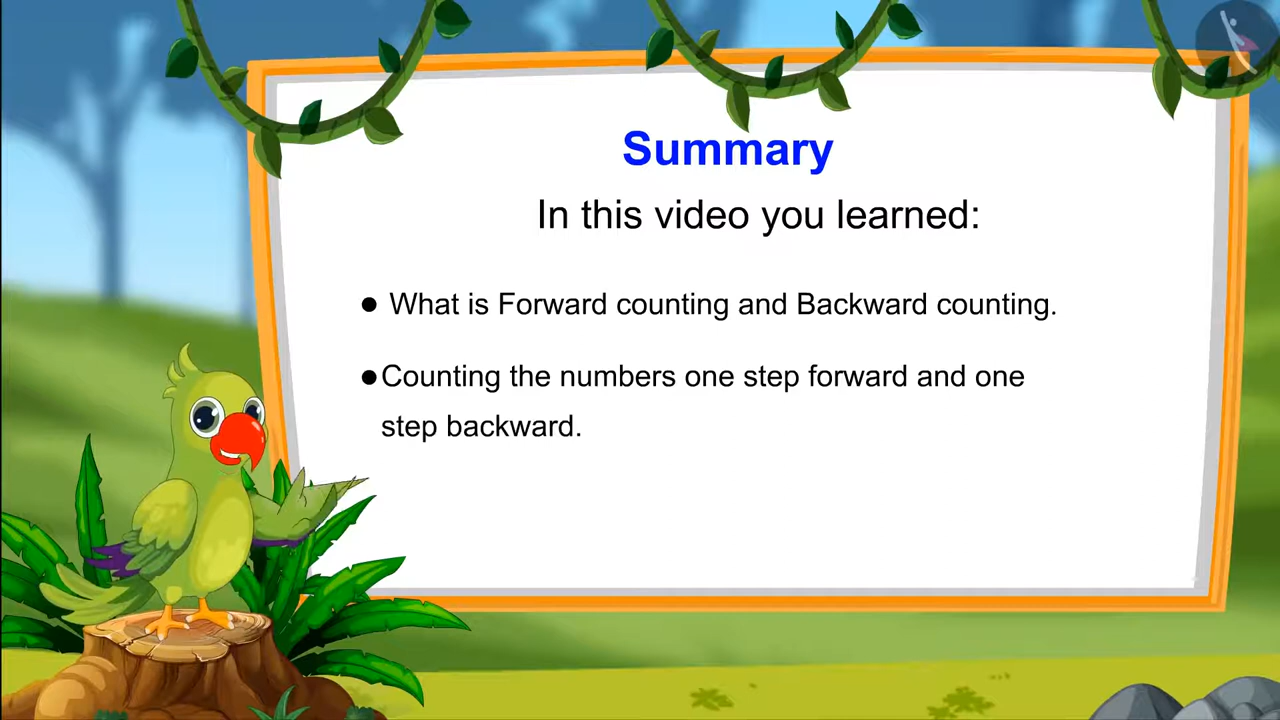 Summary
In this video you learned:
● What is Forward counting and Backward counting.
● Counting the numbers one step forward and one
step backward.